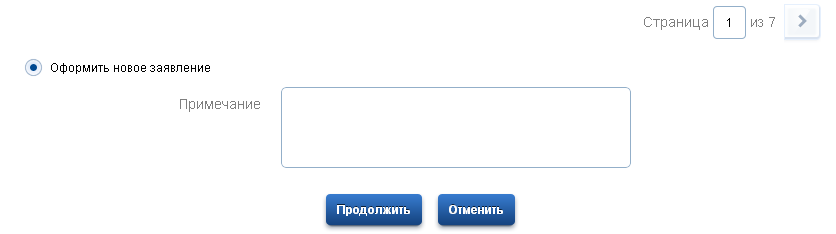 Страница 1 из 7
Оформить новое заявление
Примечание
Продолжить Отменить